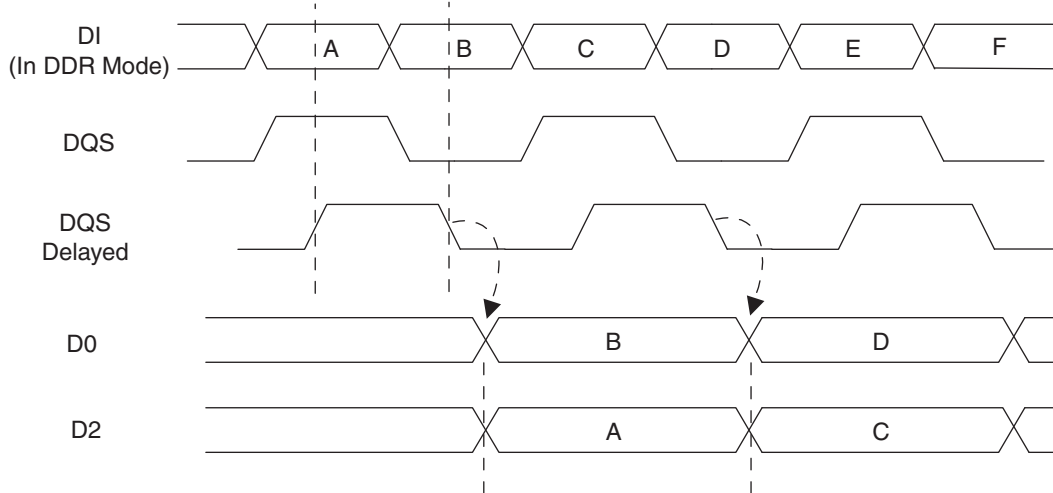 DI
(In DDR Mode)
A B C D E F
DQS
DQS
Delayed
D0
B D
D2
A C